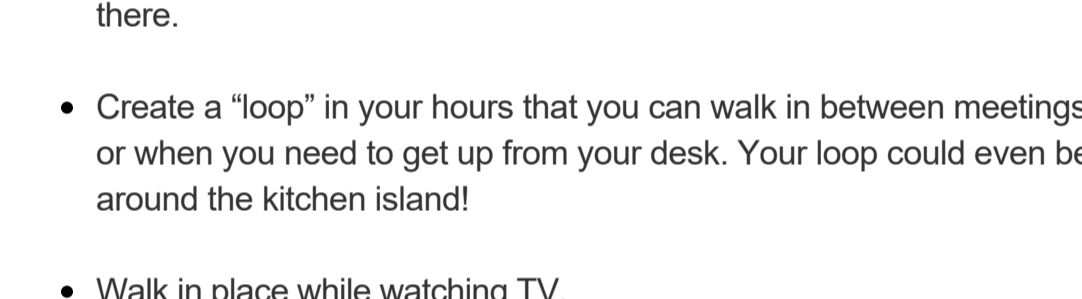 there.
• Create a “loop” in your hours that you can walk in between meetings
or when you need to get up from your desk. Your loop could even be
around the kitchen island!
• Walk in place while watching TV.